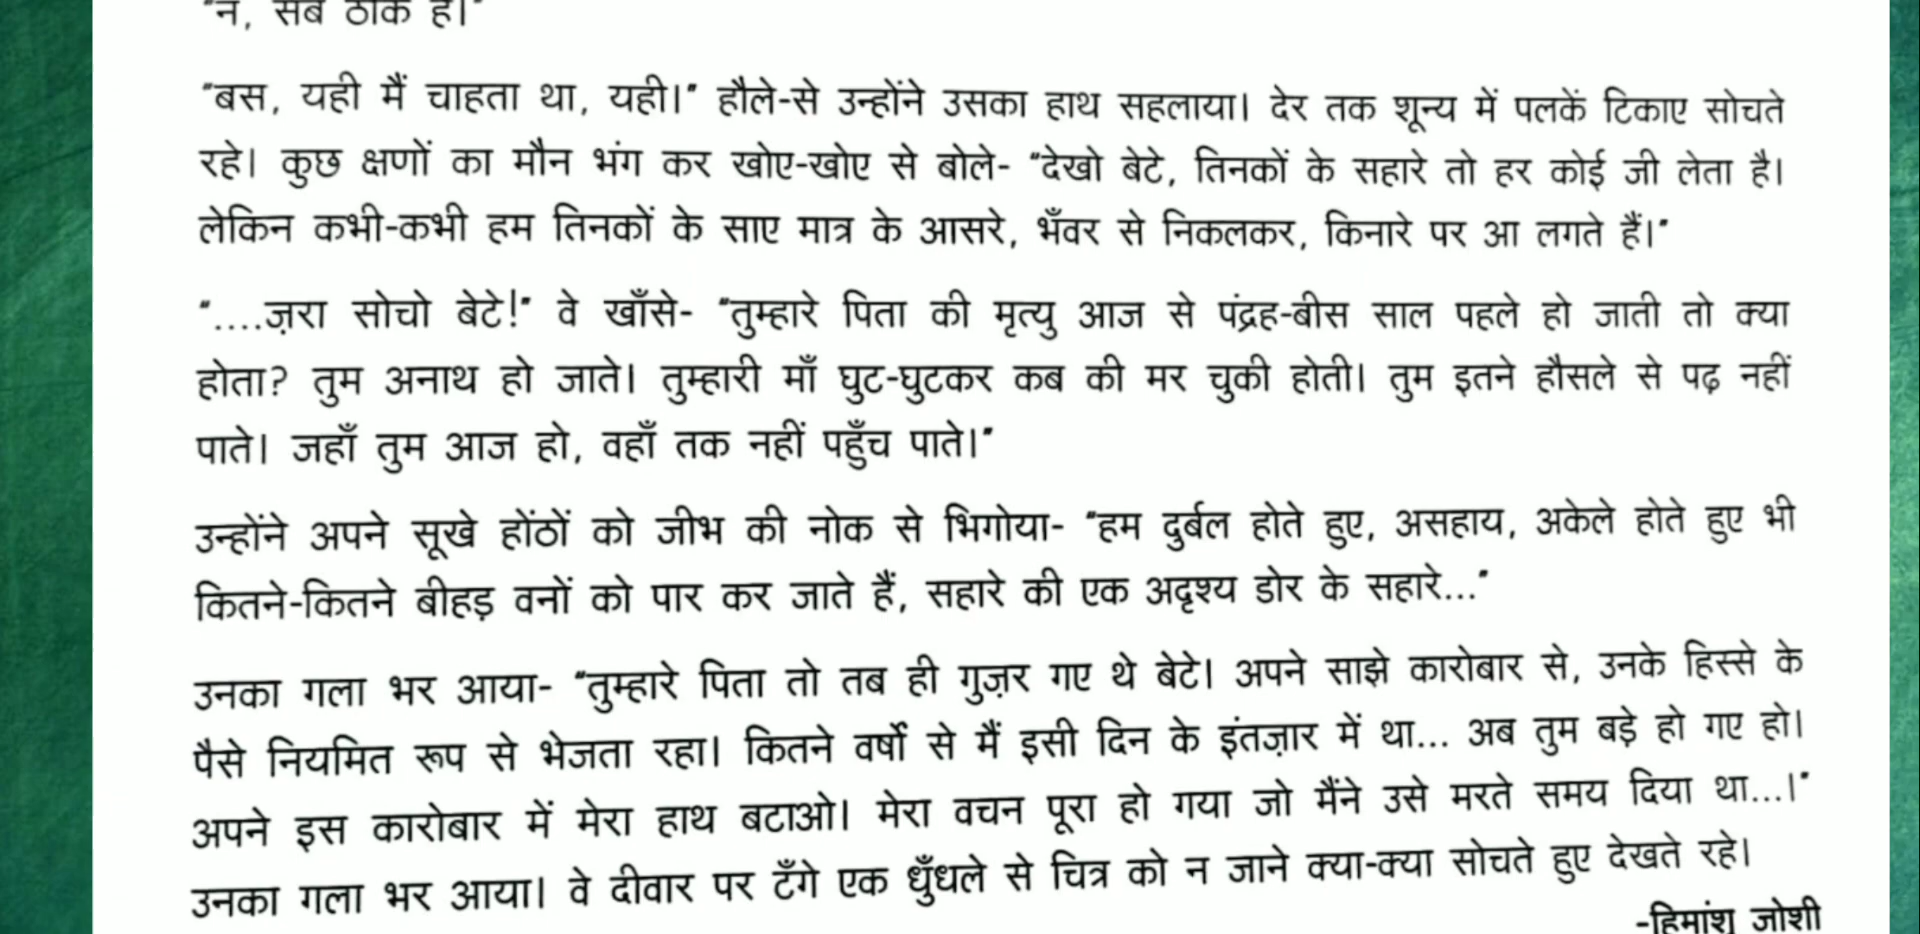 "न, सब ठीक है।"
"बस, यही मैं चाहता था, यही।" हौले-से उन्होंने उसका हाथ सहलाया। देर तक शून्य में पलकें टिकाए सोचते
रहे। कुछ क्षणों का मौन भंग कर खोए-खोए से बोले- "देखो बेटे, तिनकों के सहारे तो हर कोई जी लेता है।
लेकिन कभी-कभी हम तिनकों के साए मात्र के आसरे, भँवर से निकलकर, किनारे पर आ लगते हैं।"
"....ज़रा सोचो बेटे!" वे खाँसे- "तुम्हारे पिता की मृत्यु आज से पंद्रह-बीस साल पहले हो जाती तो क्या
होता? तुम अनाथ हो जाते। तुम्हारी माँ घुट-घुटकर कब की मर चुकी होती। तुम इतने हौसले से पढ़ नहीं
पाते। जहाँ तुम आज हो, वहाँ तक नहीं पहुँच पाते।"
उन्होंने अपने सूखे होंठों को जीभ की नोक से भिगोया- "हम दुर्बल होते हुए, असहाय, अकेले होते हुए भी
कितने-कितने बीहड़ वनों को पार कर जाते हैं, सहारे की एक अदृश्य डोर के सहारे..."
उनका गला भर आया- "तुम्हारे पिता तो तब ही गुज़र गए थे बेटे। अपने साझे कारोबार से, उनके हिस्से के
पैसे नियमित रूप से भेजता रहा। कितने वर्षों से मैं इसी दिन के इंतज़ार में था... अब तुम बड़े हो गए हो।
अपने इस कारोबार में मेरा हाथ बटाओ। मेरा वचन पूरा हो गया जो मैंने उसे मरते समय दिया था...।"
उनका गला भर आया। वे दीवार पर टँगे एक धुँधले से चित्र को न जाने क्या-क्या सोचते हुए देखते रहे।
-हिमांशु जोशी